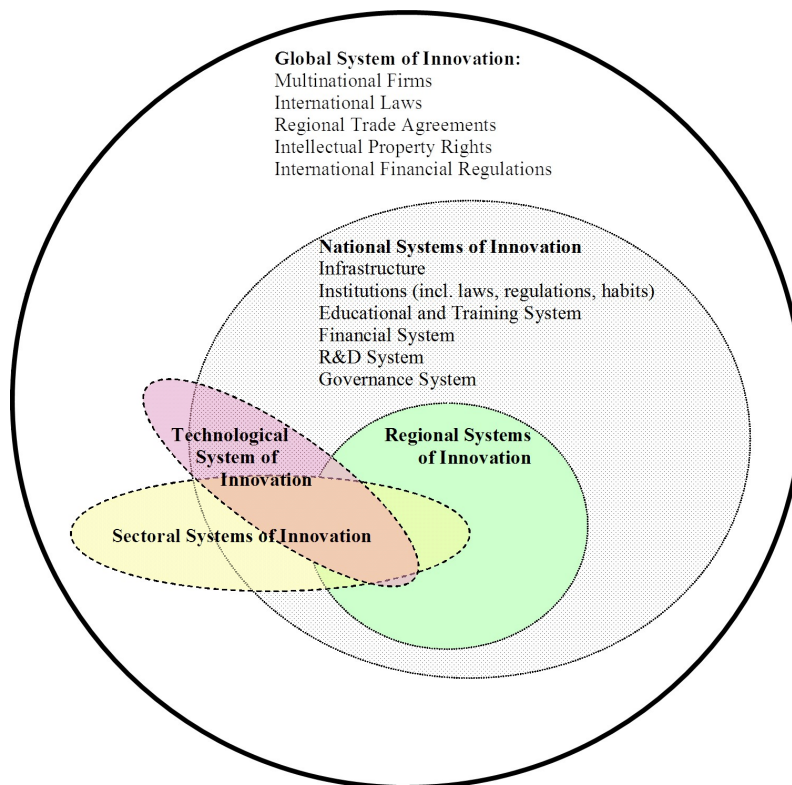 Global System of Innovation:
Multinational Firms
International Laws
Regional Trade Agreements
Intellectual Property Rights
International Financial Regulations
National Systems of Innovation
Infrastructure
Institutions (incl. laws, regulations, habits)
Educational and Training System
Financial System
R&D System
Governance System
Technological
System of
Innovation
Regional Systems
of Innovation
Sectoral Systems of Innovation